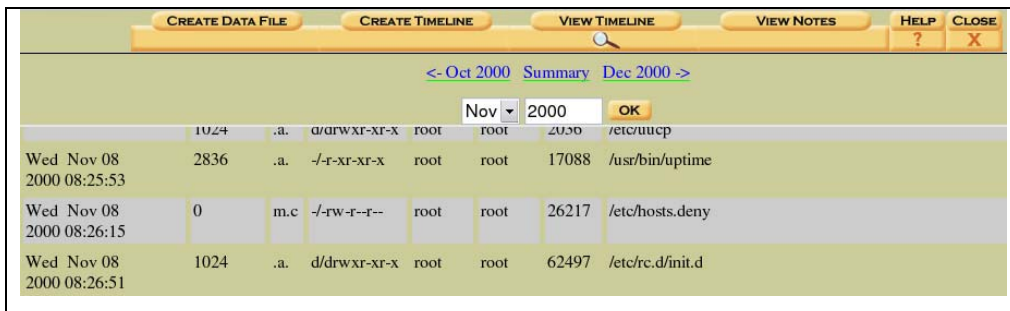 CREATE DATA FILE CREATE TIMELINE VIEW TIMELINE VIEW NOTES HELP CLOSE
? X
<- Oct 2000 Summary Dec 2000 ->
Nov 2000 OK
1024 .a. d/drwxr-xr-x root root 2036 /etc/uucp
Wed Nov 08 2836 .a. -/-r-xr-xr-x root root 17088 /usr/bin/uptime
2000 08:25:53
Wed Nov 08 0 m.c -/-rw-r--r-- root root 26217 /etc/hosts.deny
2000 08:26:15
Wed Nov 08 1024 .a. d/drwxr-xr-x root root 62497 /etc/rc.d/init.d
2000 08:26:51